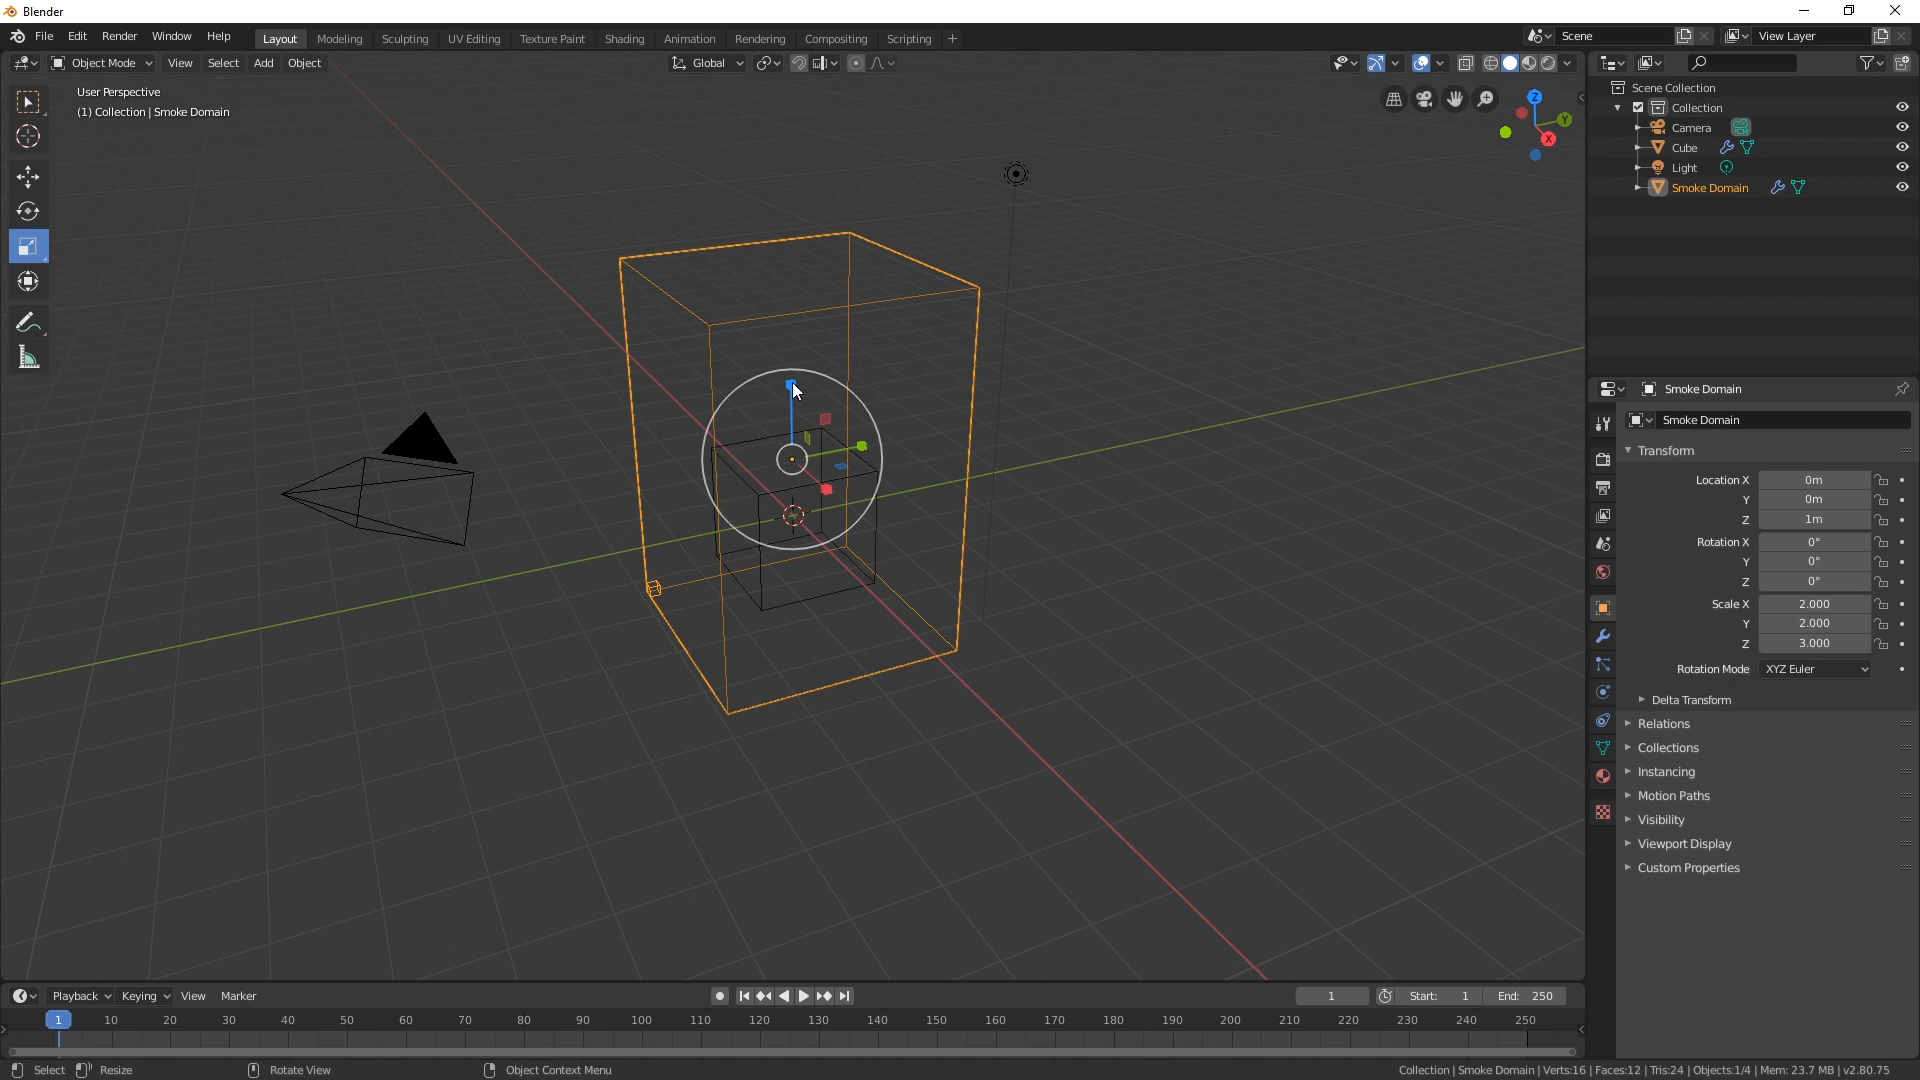 Blender
File Edit Render Window Help Layout Modeling Sculpting UV Editing Texture Paint Shading Animation Rendering Compositing Scripting + Scene View Layer
Object Mode View Select Add Object Global
User Perspective
(1) Collection | Smoke Domain
Z
Y
X
Scene Collection
Collection
Camera
Cube
Light
Smoke Domain
Smoke Domain
Smoke Domain
Transform
Location X 0m
Y 0m
Z 1m
Rotation X 0°
Y 0°
Z 0°
Scale X 2.000
Y 2.000
Z 3.000
Rotation Mode XYZ Euler
Delta Transform
Relations
Collections
Instancing
Motion Paths
Visibility
Viewport Display
Custom Properties
Playback Keying View Marker 1 Start: 1 End: 250
1 10 20 30 40 50 60 70 80 90 100 110 120 130 140 150 160 170 180 190 200 210 220 230 240 250
Select Resize Rotate View Object Context Menu Collection | Smoke Domain | Verts:16 | Faces:12 | Tris:24 | Objects:1/4 | Mem: 23.7 MB | v2.80.75